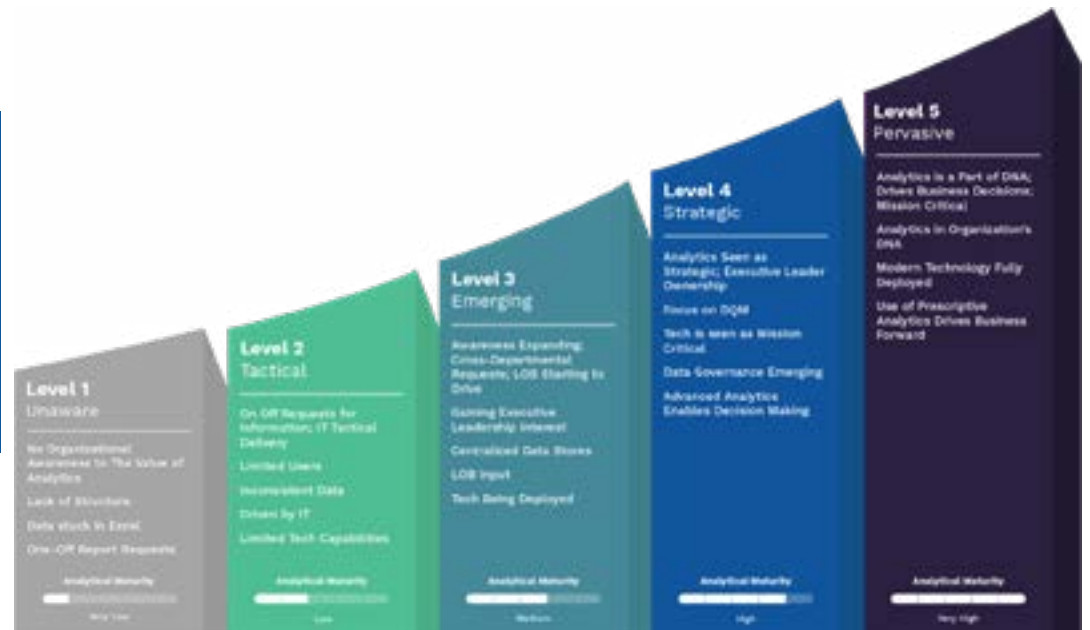 Level 1
Unaware
No Organizational
Awareness to The Value of
Analytics
Lack of Structure
Data stuck in Excel
One-Off Report Requests
Analytical Maturity
Very Low
Level 2
Tactical
On Off Requests for
Information; IT Tactical
Delivery
Limited Users
Inconsistent Data
Driven by IT
Limited Tech Capabilities
Analytical Maturity
Low
Level 3
Emerging
Awareness Expanding;
Cross-Departmental
Requests; LOB Starting to
Drive
Gaining Executive
Leadership Interest
Centralized Data Stores
LOB Input
Tech Being Deployed
Analytical Maturity
Medium
Level 4
Strategic
Analytics Seen as
Strategic; Executive Leader
Ownership
Focus on DQM
Tech is seen as Mission
Critical
Data Governance Emerging
Advanced Analytics
Enables Decision Making
Analytical Maturity
High
Level 5
Pervasive
Analytics is a Part of DNA;
Drives Business Decisions;
Mission Critical
Analytics in Organization's
DNA
Modern Technology Fully
Deployed
Use of Prescriptive
Analytics Drives Business
Forward
Analytical Maturity
Very High